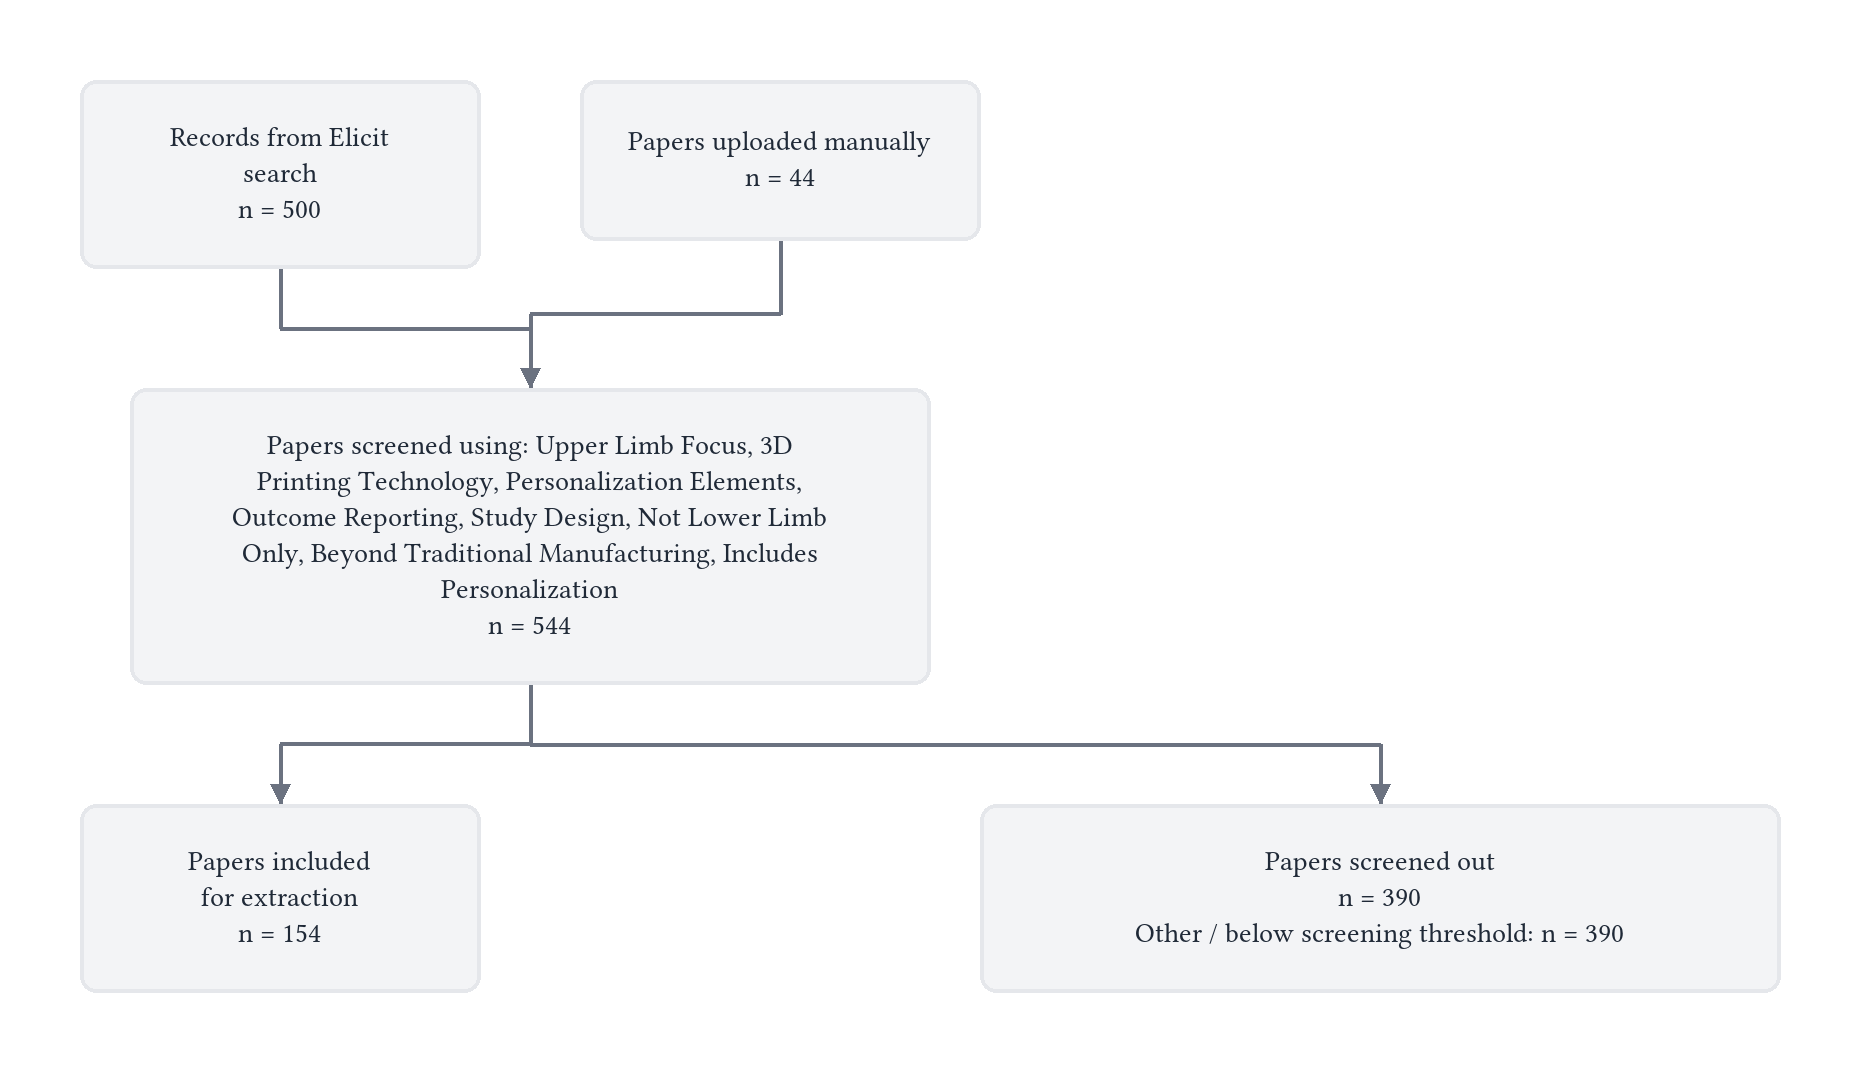 Records from Elicit
search
n = 500
Papers uploaded manually
n = 44
Papers screened using: Upper Limb Focus, 3D
Printing Technology, Personalization Elements,
Outcome Reporting, Study Design, Not Lower Limb
Only, Beyond Traditional Manufacturing, Includes
Personalization
n = 544
Papers included
for extraction
n = 154
Papers screened out
n = 390
Other / below screening threshold: n = 390